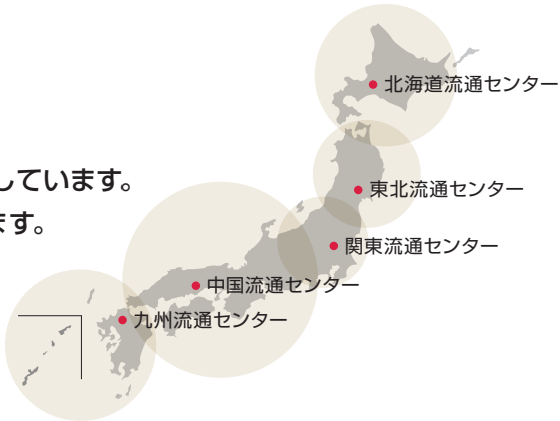 北海道流通センター
しています。
東北流通センター
ます。
関東流通センター
中国流通センター
九州流通センター